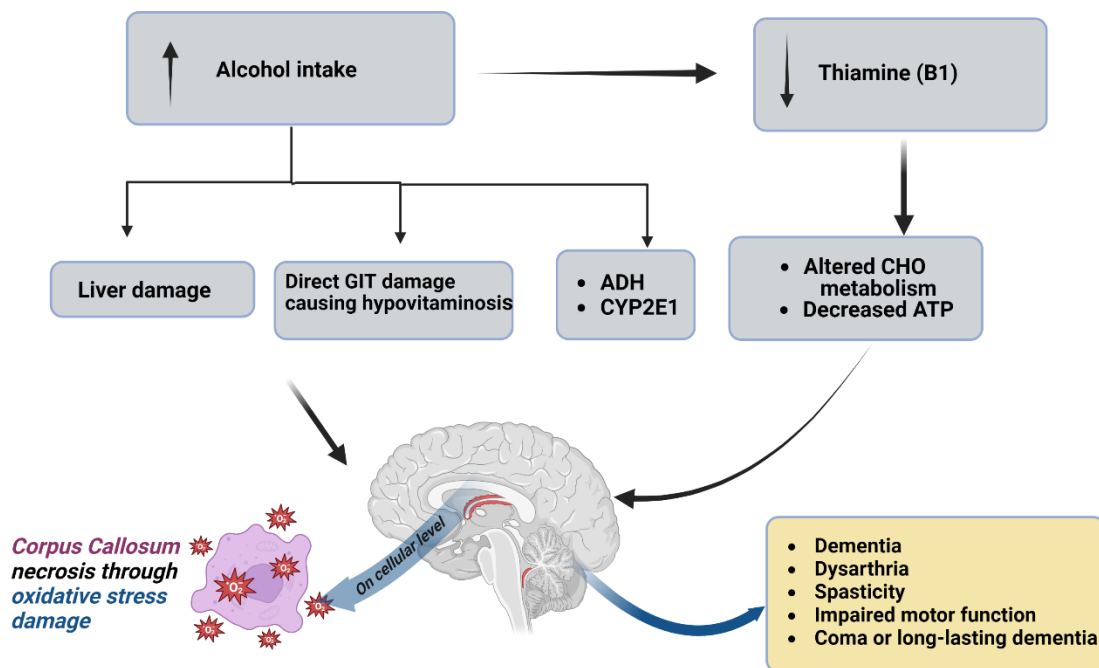 Alcohol intake
Thiamine (B1)
Liver damage
Direct GIT damage
causing hypovitaminosis
• ADH
• CYP2E1
• Altered CHO
metabolism
• Decreased ATP
On cellular level
Corpus Callosum
necrosis through
oxidative stress
damage
• Dementia
• Dysarthria
• Spasticity
• Impaired motor function
• Coma or long-lasting dementia